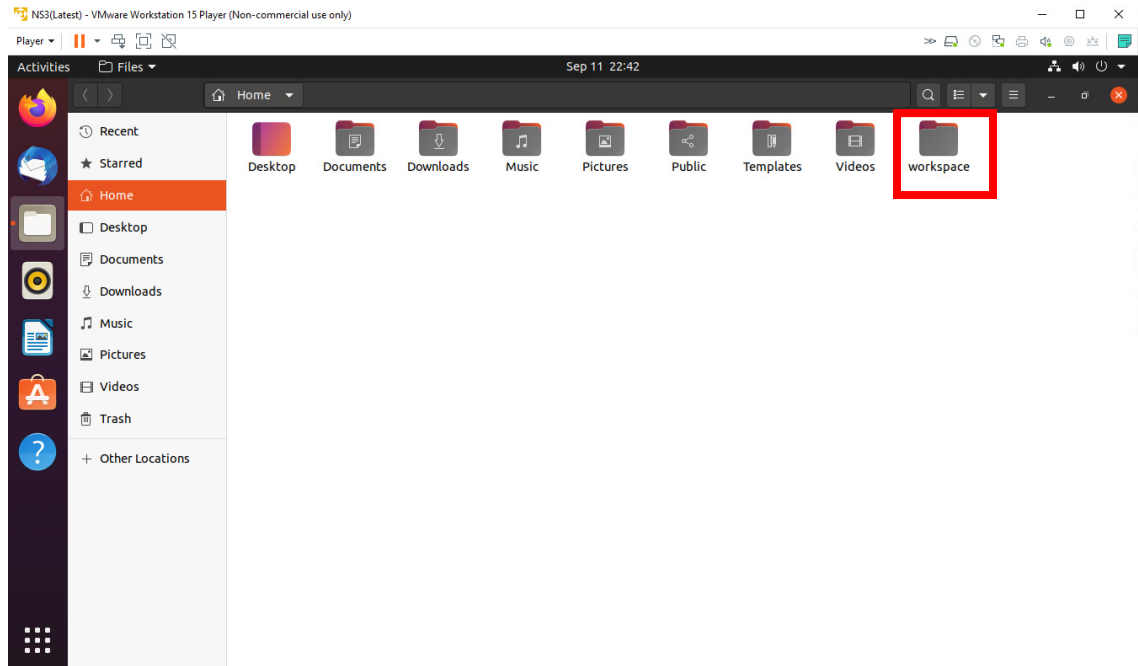 NS3(Latest) - VMware Workstation 15 Player (Non-commercial use only)
Player
Activities Files Sep 11 22:42
Home
Recent
Starred
Home
Desktop
Documents
Downloads
Music
Pictures
Videos
Trash
+ Other Locations
Desktop Documents Downloads Music Pictures Public Templates Videos workspace